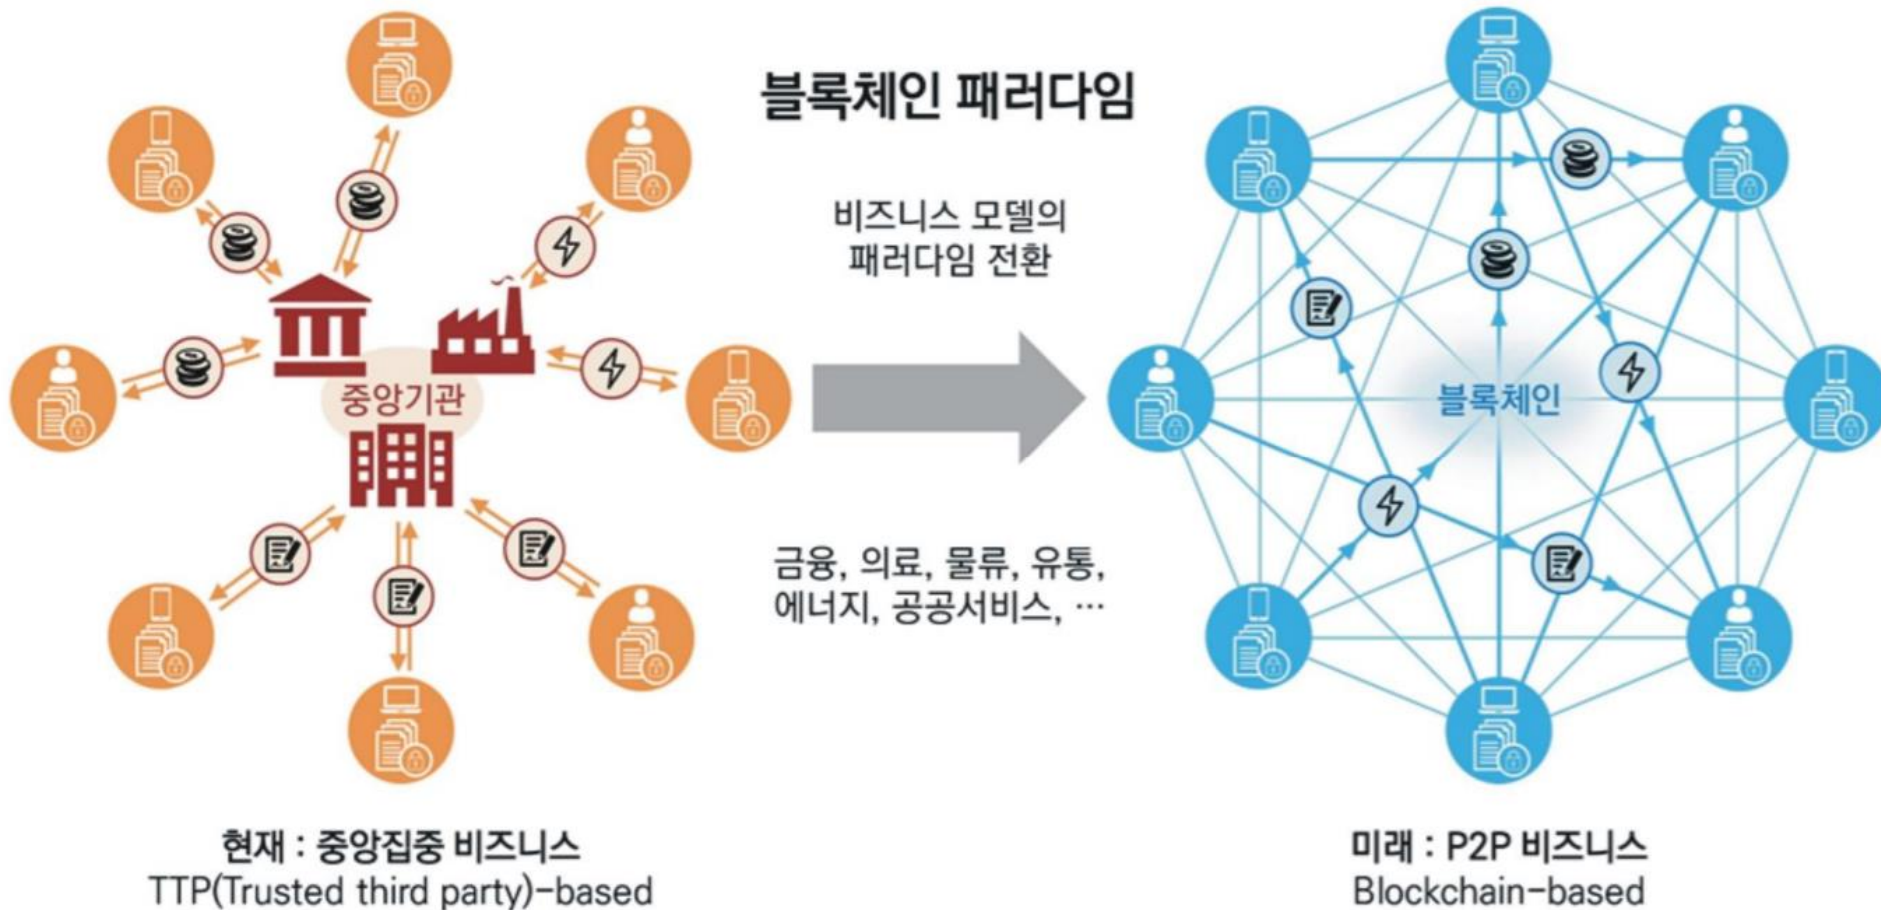 블록체인 패러다임
비즈니스 모델의
패러다임 전환
중앙기관
블록체인
금융, 의료, 물류, 유통,
에너지, 공공서비스, …
현재 : 중앙집중 비즈니스
TTP(Trusted third party)-based
미래 : P2P 비즈니스
Blockchain-based